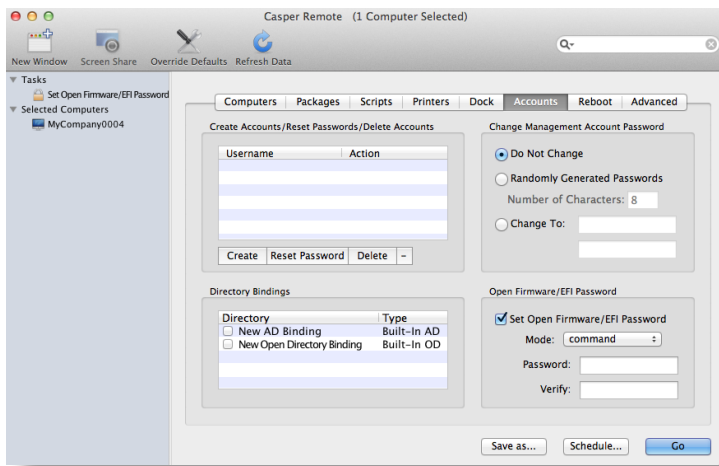 Casper Remote (1 Computer Selected)
New Window Screen Share Override Defaults Refresh Data
Tasks
Set Open Firmware/EFI Password
Selected Computers
MyCompany0004
Computers Packages Scripts Printers Dock Accounts Reboot Advanced
Create Accounts/Reset Passwords/Delete Accounts
Username Action
Create Reset Password Delete –
Change Management Account Password
Do Not Change
Randomly Generated Passwords
Number of Characters: 8
Change To:
Directory Bindings
Directory Type
New AD Binding Built-In AD
New Open Directory Binding Built-In OD
Open Firmware/EFI Password
Set Open Firmware/EFI Password
Mode: command
Password:
Verify:
Save as... Schedule... Go